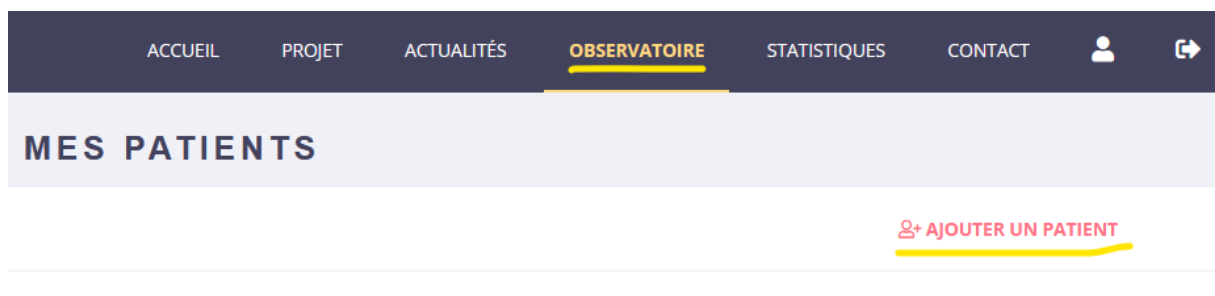 ACCUEIL PROJET ACTUALITÉS OBSERVATOIRE STATISTIQUES CONTACT
MES PATIENTS
AJOUTER UN PATIENT